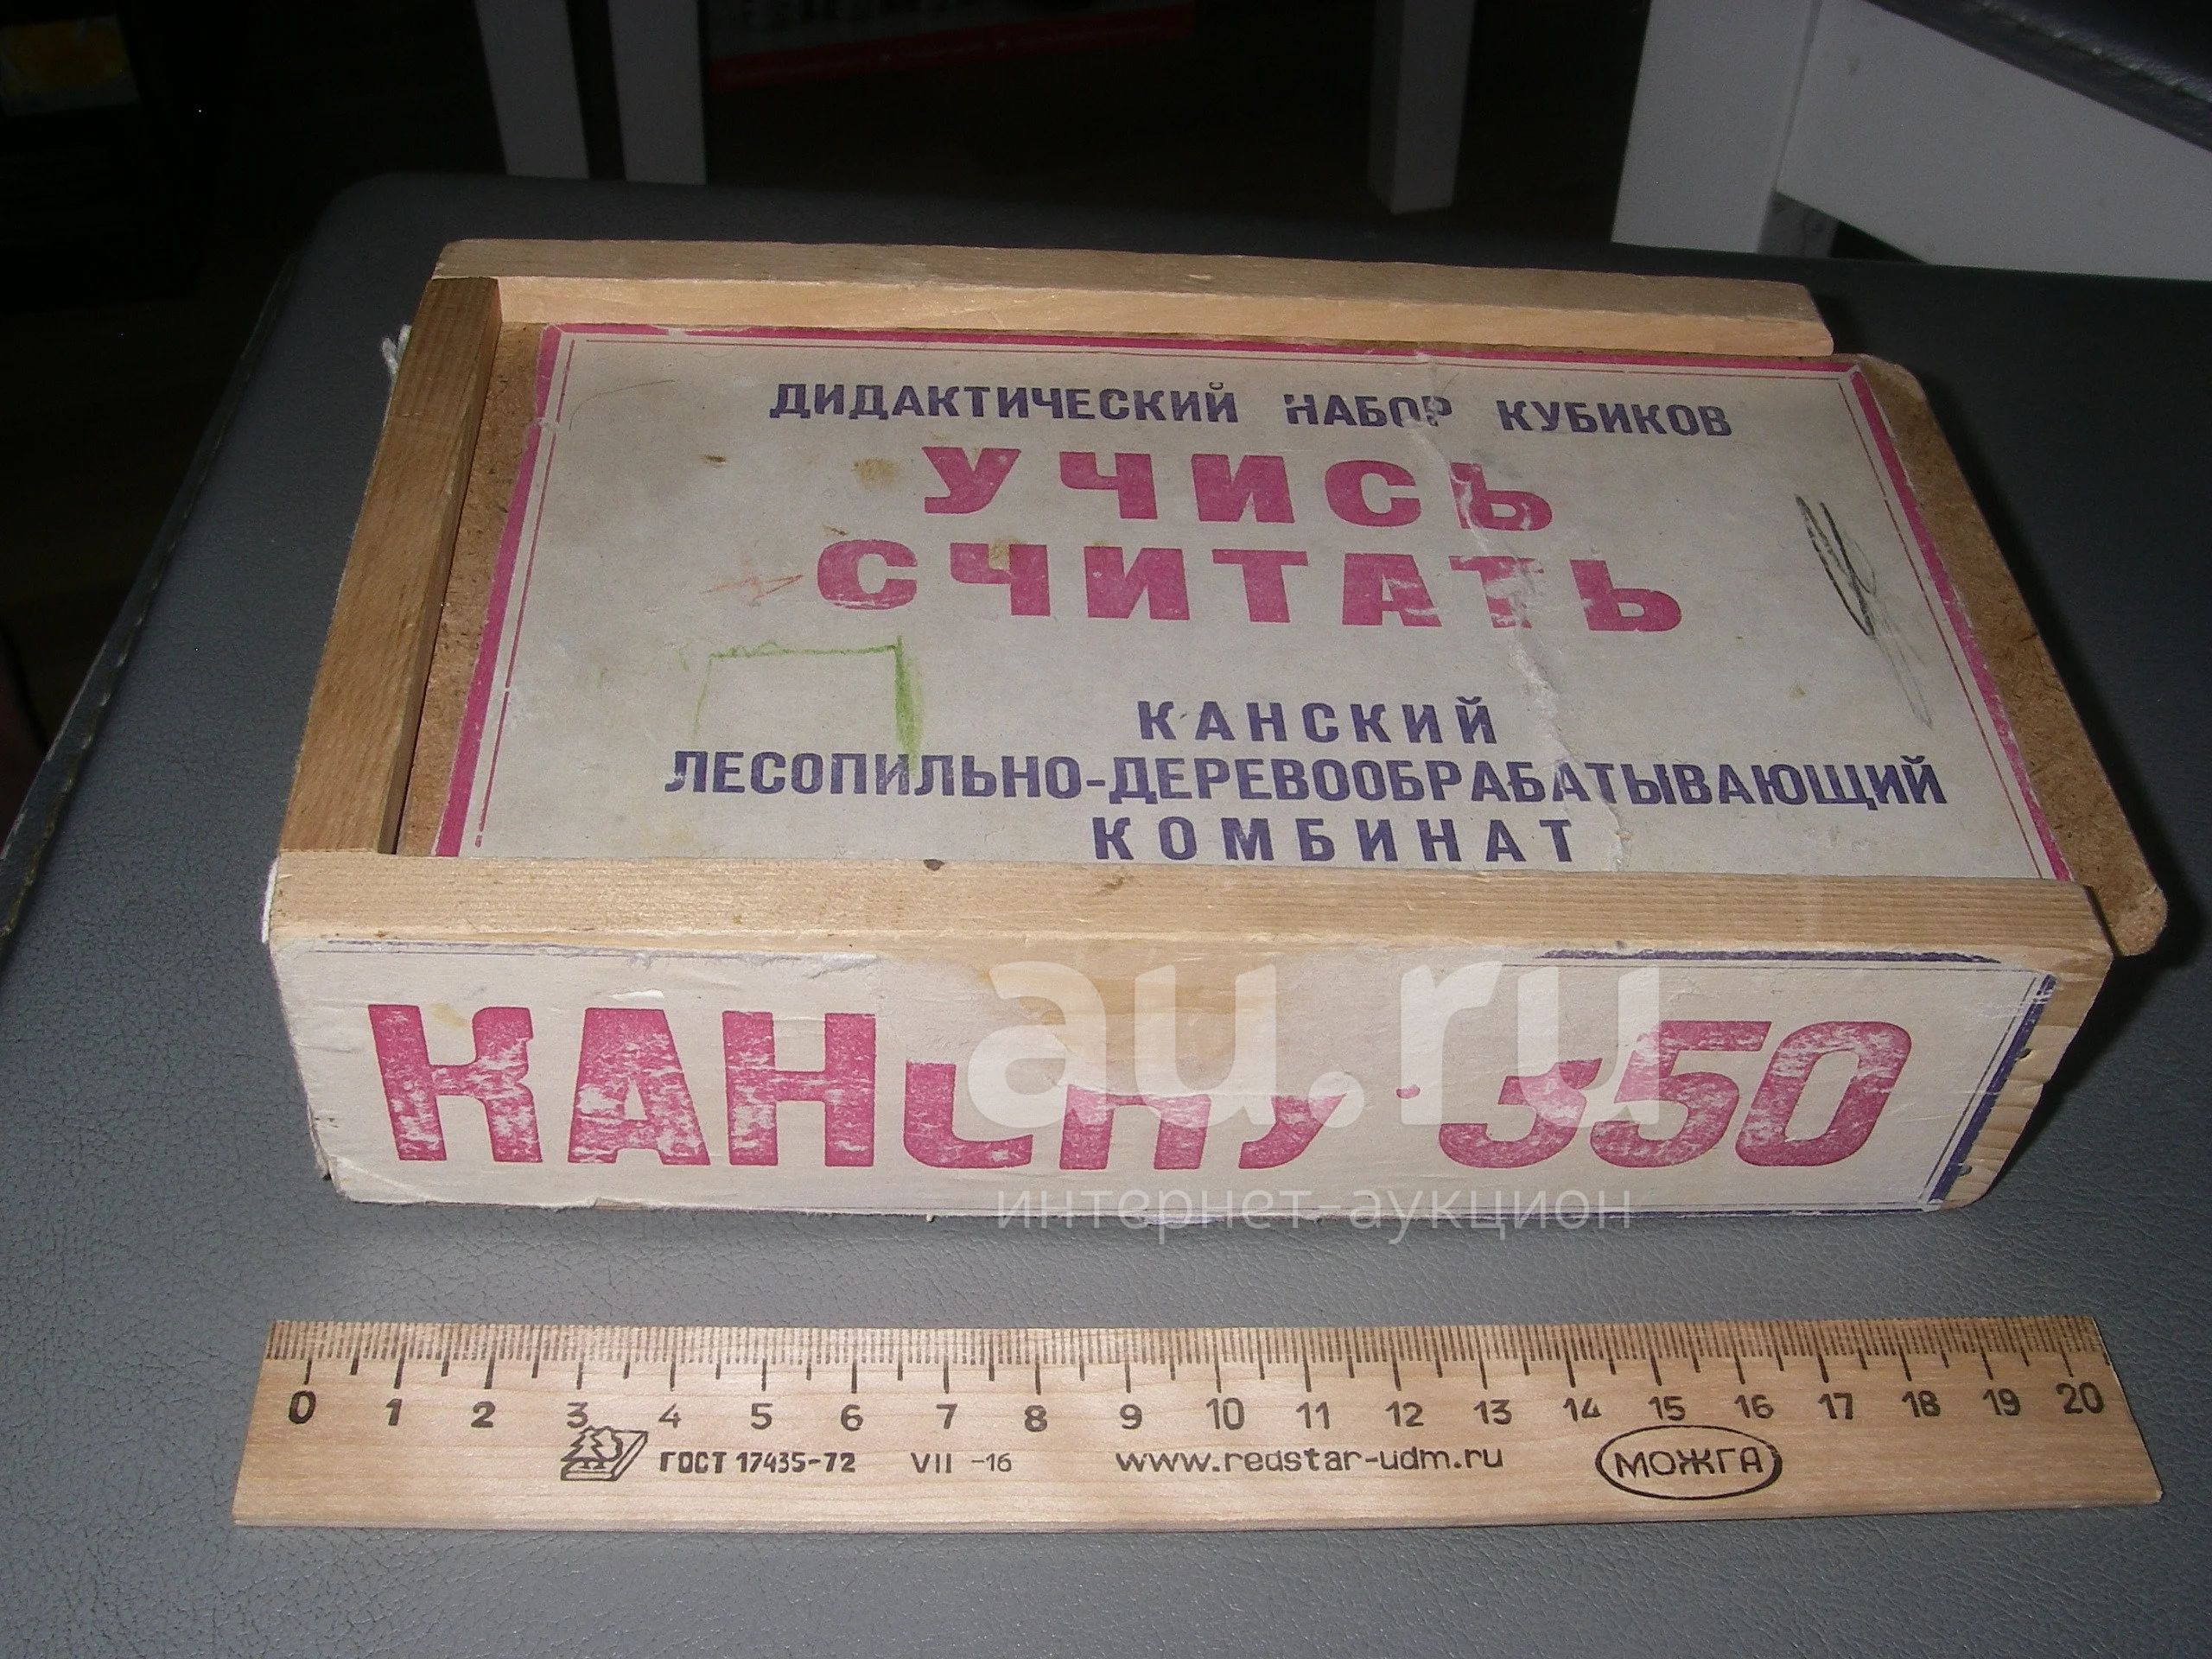 ДИДАКТИЧЕСКИЙ НАБОР КУБИКОВ
УЧИСЬ
СЧИТАТЬ
КАНСКИЙ
ЛЕСОПИЛЬНО-ДЕРЕВООБРАБАТЫВАЮЩИЙ
КОМБИНАТ
КАНСКУ-350
au.ru
интернет-аукцион
0 1 2 3 4 5 6 7 8 9 10 11 12 13 14 15 16 17 18 19 20
ГОСТ 17435-72 VII -16 www.redstar-udm.ru МОЖГА